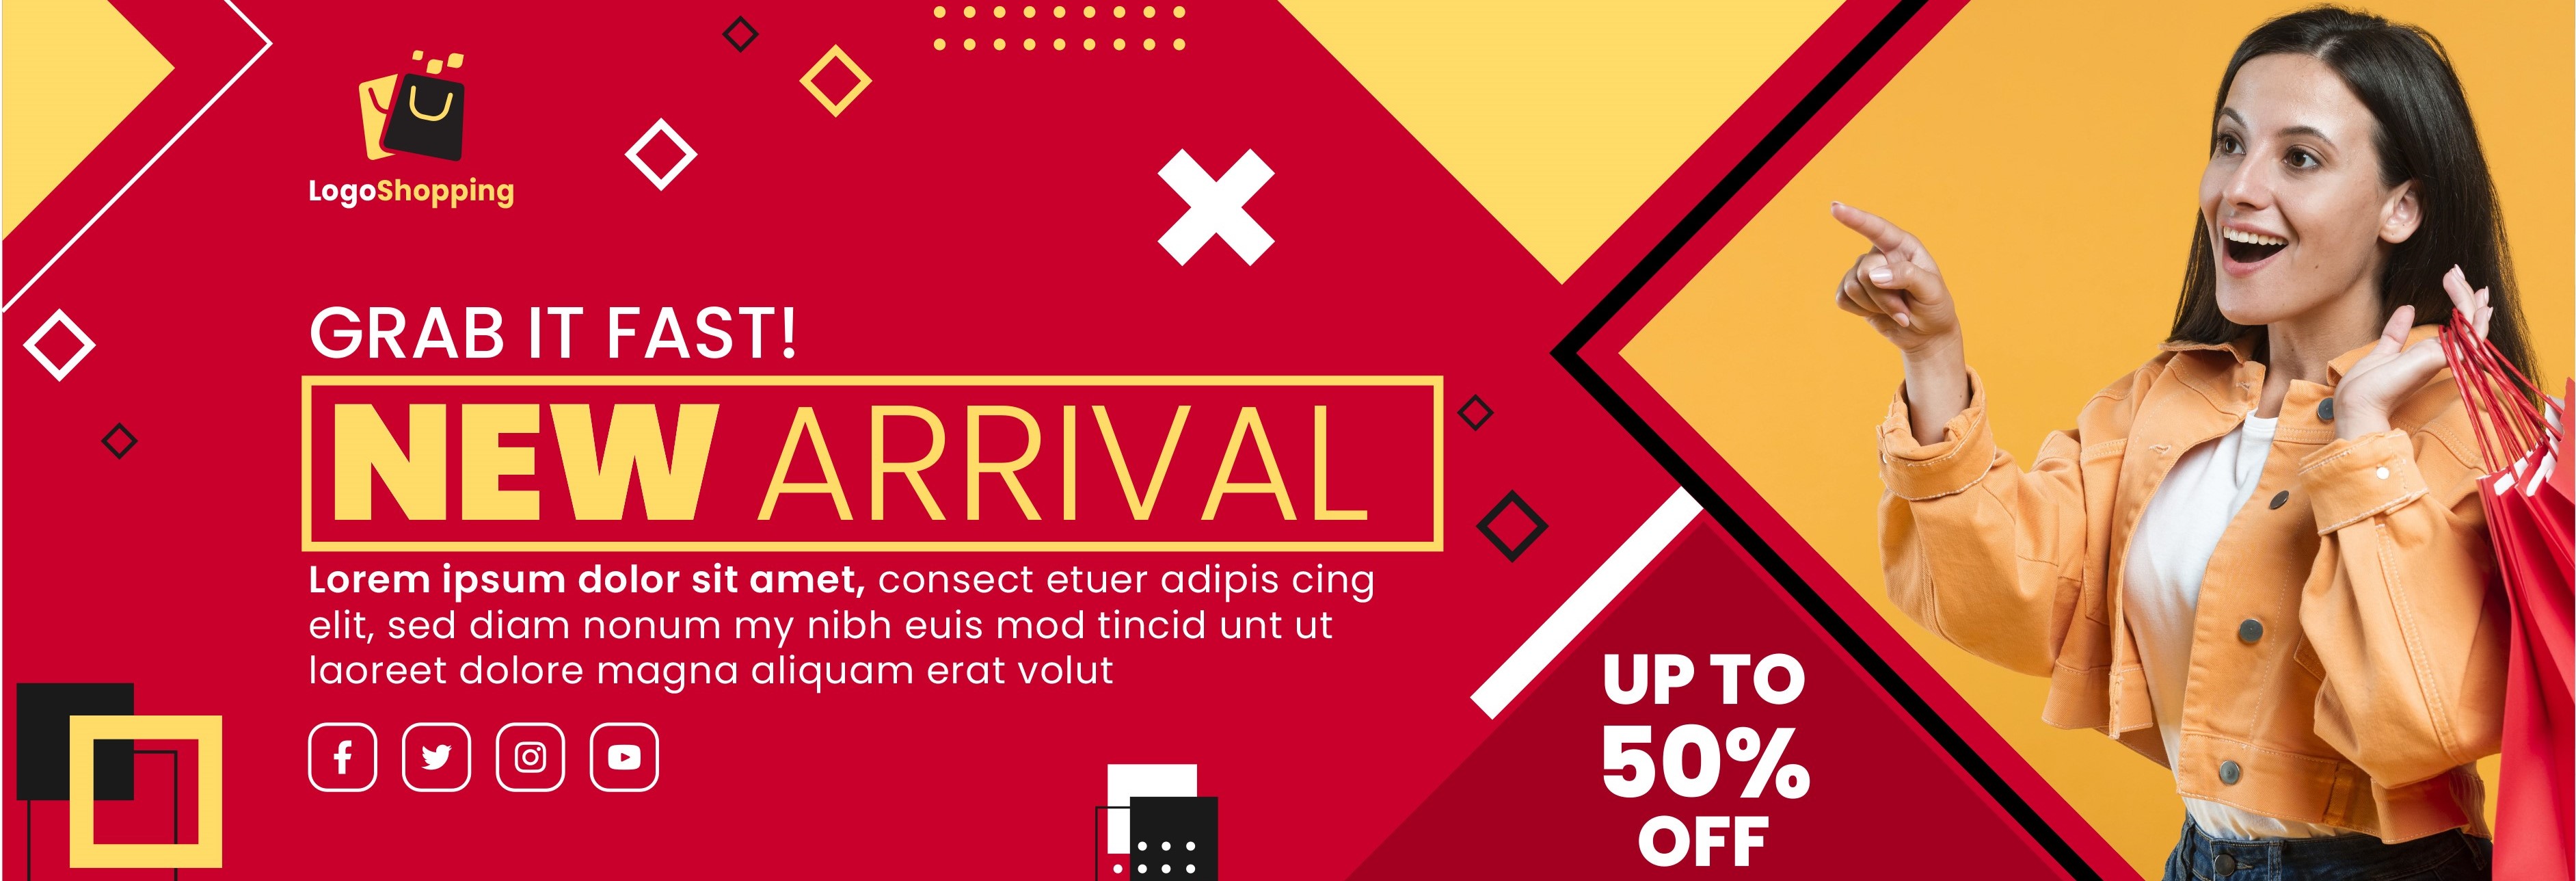 LogoShopping
GRAB IT FAST!
NEW ARRIVAL
Lorem ipsum dolor sit amet, consect etuer adipis cing
elit, sed diam nonum my nibh euis mod tincid unt ut
laoreet dolore magna aliquam erat volut
UP TO
50%
OFF